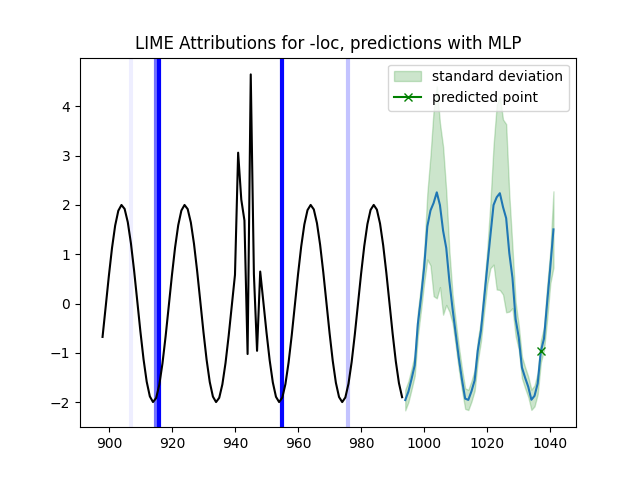 LIME Attributions for -loc, predictions with MLP
standard deviation
predicted point
4
3
2
1
0
−1
−2
900 920 940 960 980 1000 1020 1040